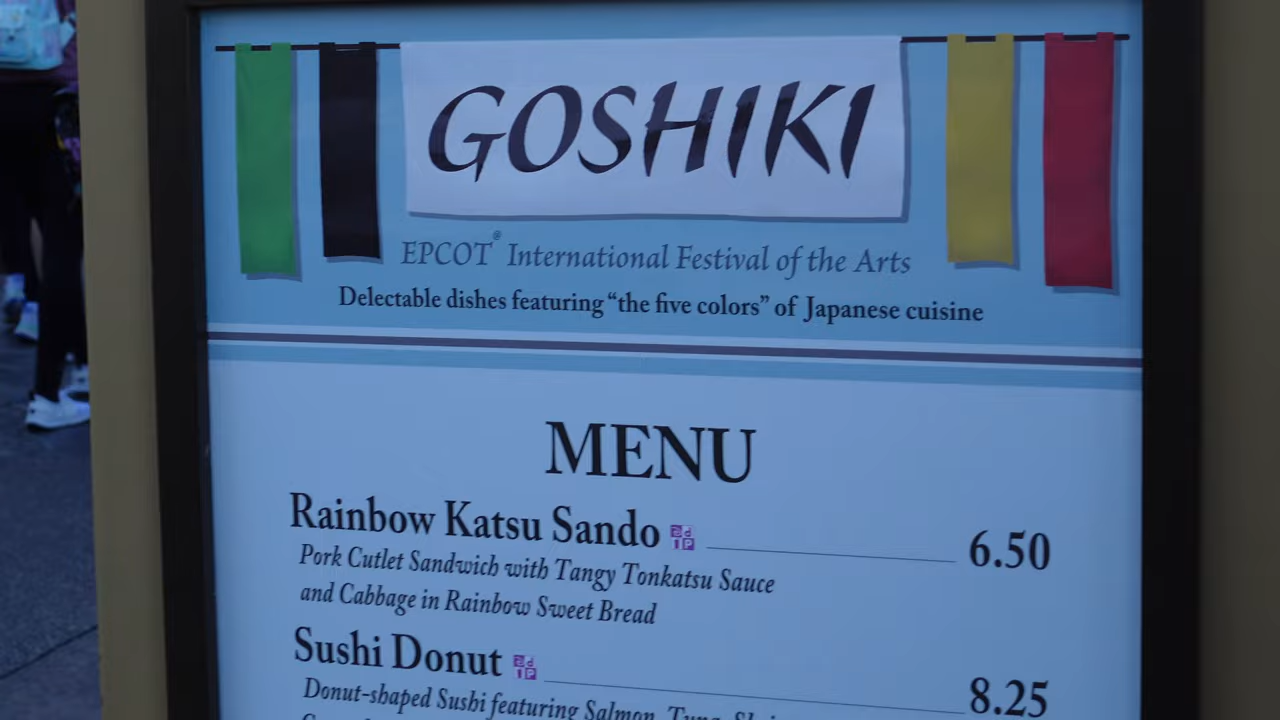 GOSHIKI
EPCOT® International Festival of the Arts
Delectable dishes featuring “the five colors” of Japanese cuisine
MENU
Rainbow Katsu Sando 6.50
Pork Cutlet Sandwich with Tangy Tonkatsu Sauce
and Cabbage in Rainbow Sweet Bread
Sushi Donut 8.25
Donut-shaped Sushi featuring Salmon, Tuna,